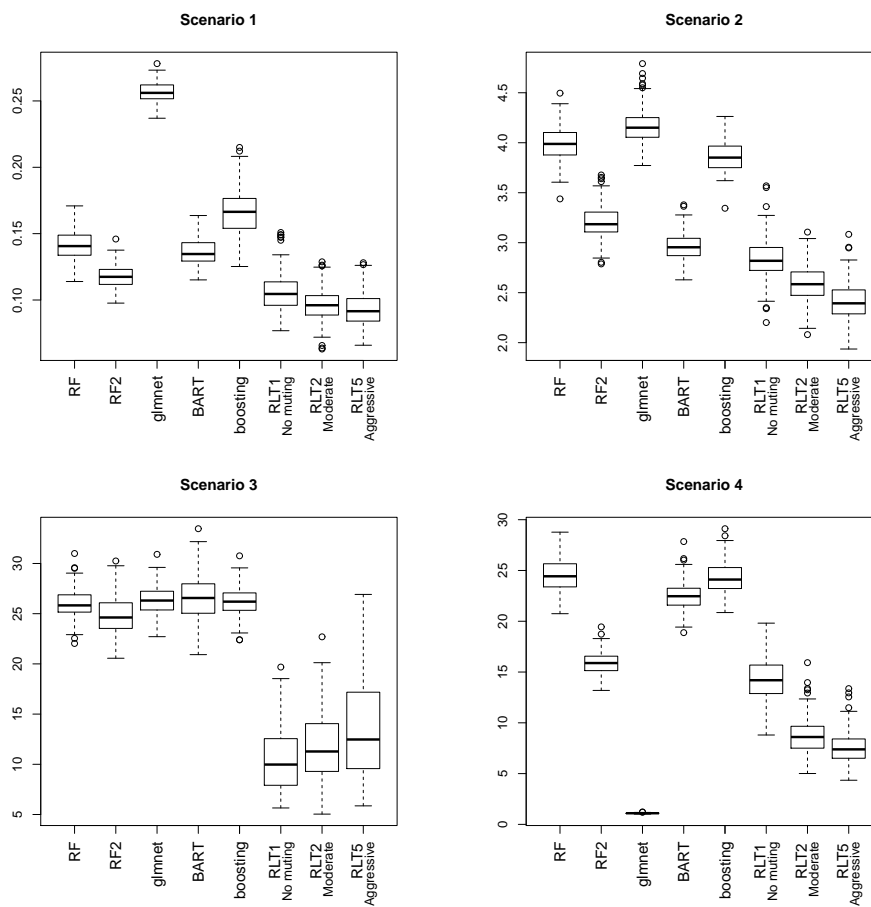 Scenario 1
0.25
0.20
0.15
0.10
RF
RF2
glmnet
BART
boosting
RLT1
No muting
RLT2
Moderate
RLT5
Aggressive
Scenario 2
4.5
4.0
3.5
3.0
2.5
2.0
RF
RF2
glmnet
BART
boosting
RLT1
No muting
RLT2
Moderate
RLT5
Aggressive
Scenario 3
30
25
20
15
10
5
RF
RF2
glmnet
BART
boosting
RLT1
No muting
RLT2
Moderate
RLT5
Aggressive
Scenario 4
30
25
20
15
10
5
0
RF
RF2
glmnet
BART
boosting
RLT1
No muting
RLT2
Moderate
RLT5
Aggressive